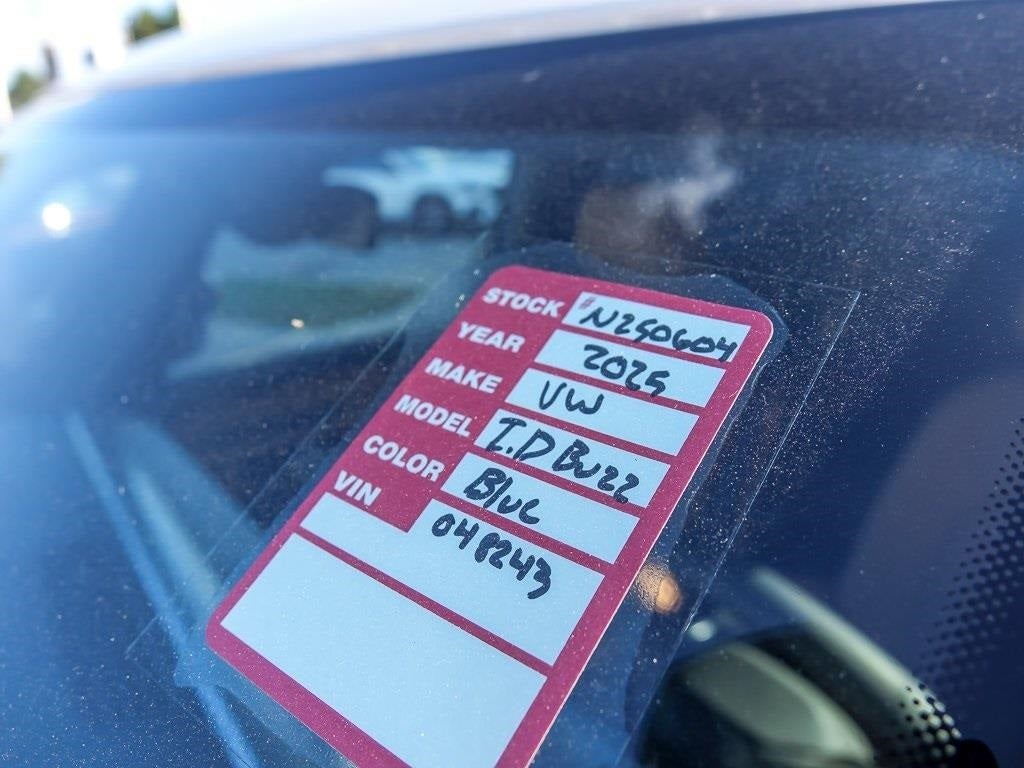 STOCK #N250604
YEAR 2025
MAKE VW
MODEL I.D Buzz
COLOR Blue
VIN 048243